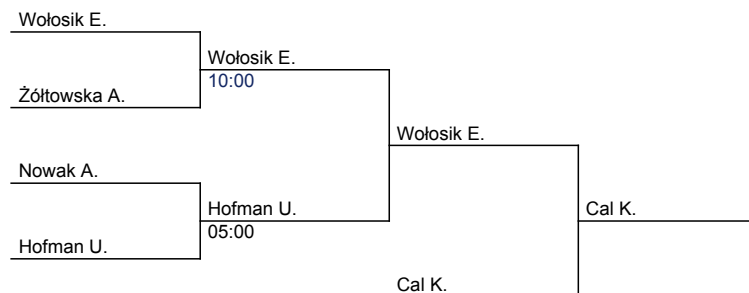 Wołosik E.
Wołosik E.
10:00
Żółtowska A.
Wołosik E.
Nowak A.
Hofman U.
Cal K.
05:00
Hofman U.
Cal K.